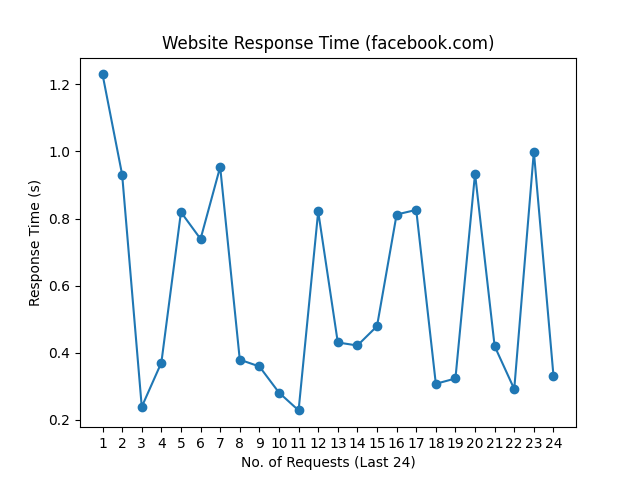 Website Response Time (facebook.com)
1.2
1.0
0.8
0.6
0.4
0.2
Response Time (s)
1 2 3 4 5 6 7 8 9 10 11 12 13 14 15 16 17 18 19 20 21 22 23 24
No. of Requests (Last 24)